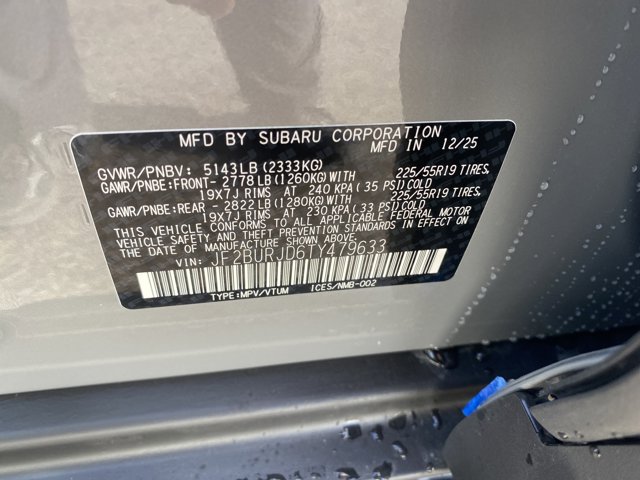 MFD BY SUBARU CORPORATION
MFD IN 12/25
GVWR/PNBV: 5143LB(2333KG)
GAWR/PNBE:FRONT- 2778LB(1260KG)WITH 225/55R19 TIRES,
19X7J RIMS AT 240 KPA(35 PSI)COLD
GAWR/PNBE:REAR - 2822LB(1280KG)WITH 225/55R19 TIRES,
19X7J RIMS AT 230 KPA(33 PSI)COLD
THIS VEHICLE CONFORMS TO ALL APPLICABLE FEDERAL MOTOR
VEHICLE SAFETY AND THEFT PREVENTION STANDARDS IN EFFECT ON
THE DATE OF MANUFACTURE SHOWN ABOVE.
VIN: JF2BURJD6TY479633
TYPE:MPV/VTUM ICES/NMB-002